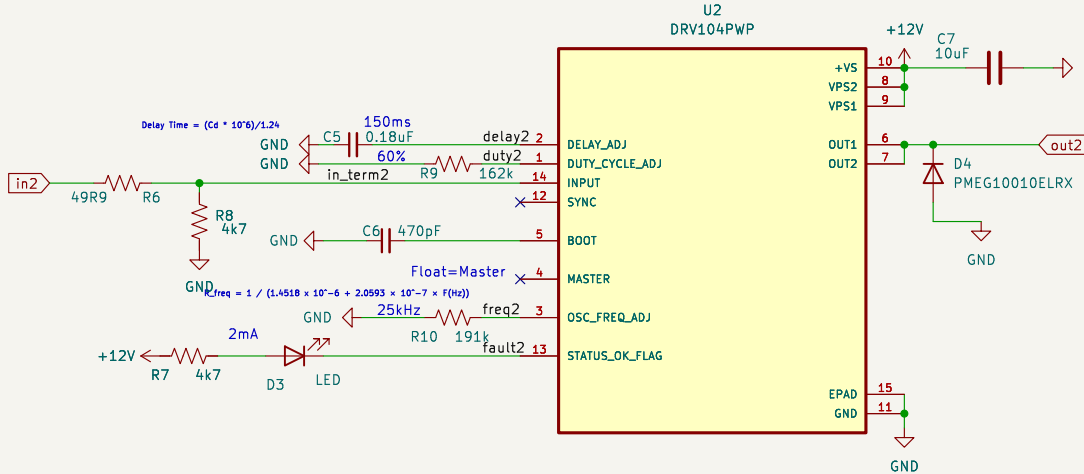 U2
DRV104PWP
+12V
C7
10uF
+VS 10
VPS2 8
VPS1 9
Delay Time = (Cd * 10^6)/1.24
150ms
GND C5 0.18uF delay2 2 DELAY_ADJ
OUT1 6
out2
GND 60% R9 162k duty2 1 DUTY_CYCLE_ADJ
OUT2 7
D4
PMEG10010ELRX
in2 49R9 R6 in_term2 14 INPUT
12 SYNC
R8
4k7
GND
GND C6 470pF 5 BOOT
GND
Float=Master 4 MASTER
R_freq = 1 / (1.4518 x 10^-6 + 2.0593 × 10^-7 × F(Hz))
GND 25kHz R10 191k freq2 3 OSC_FREQ_ADJ
2mA
+12V R7 4k7 D3 LED fault2 13 STATUS_OK_FLAG
EPAD 15
GND 11
GND